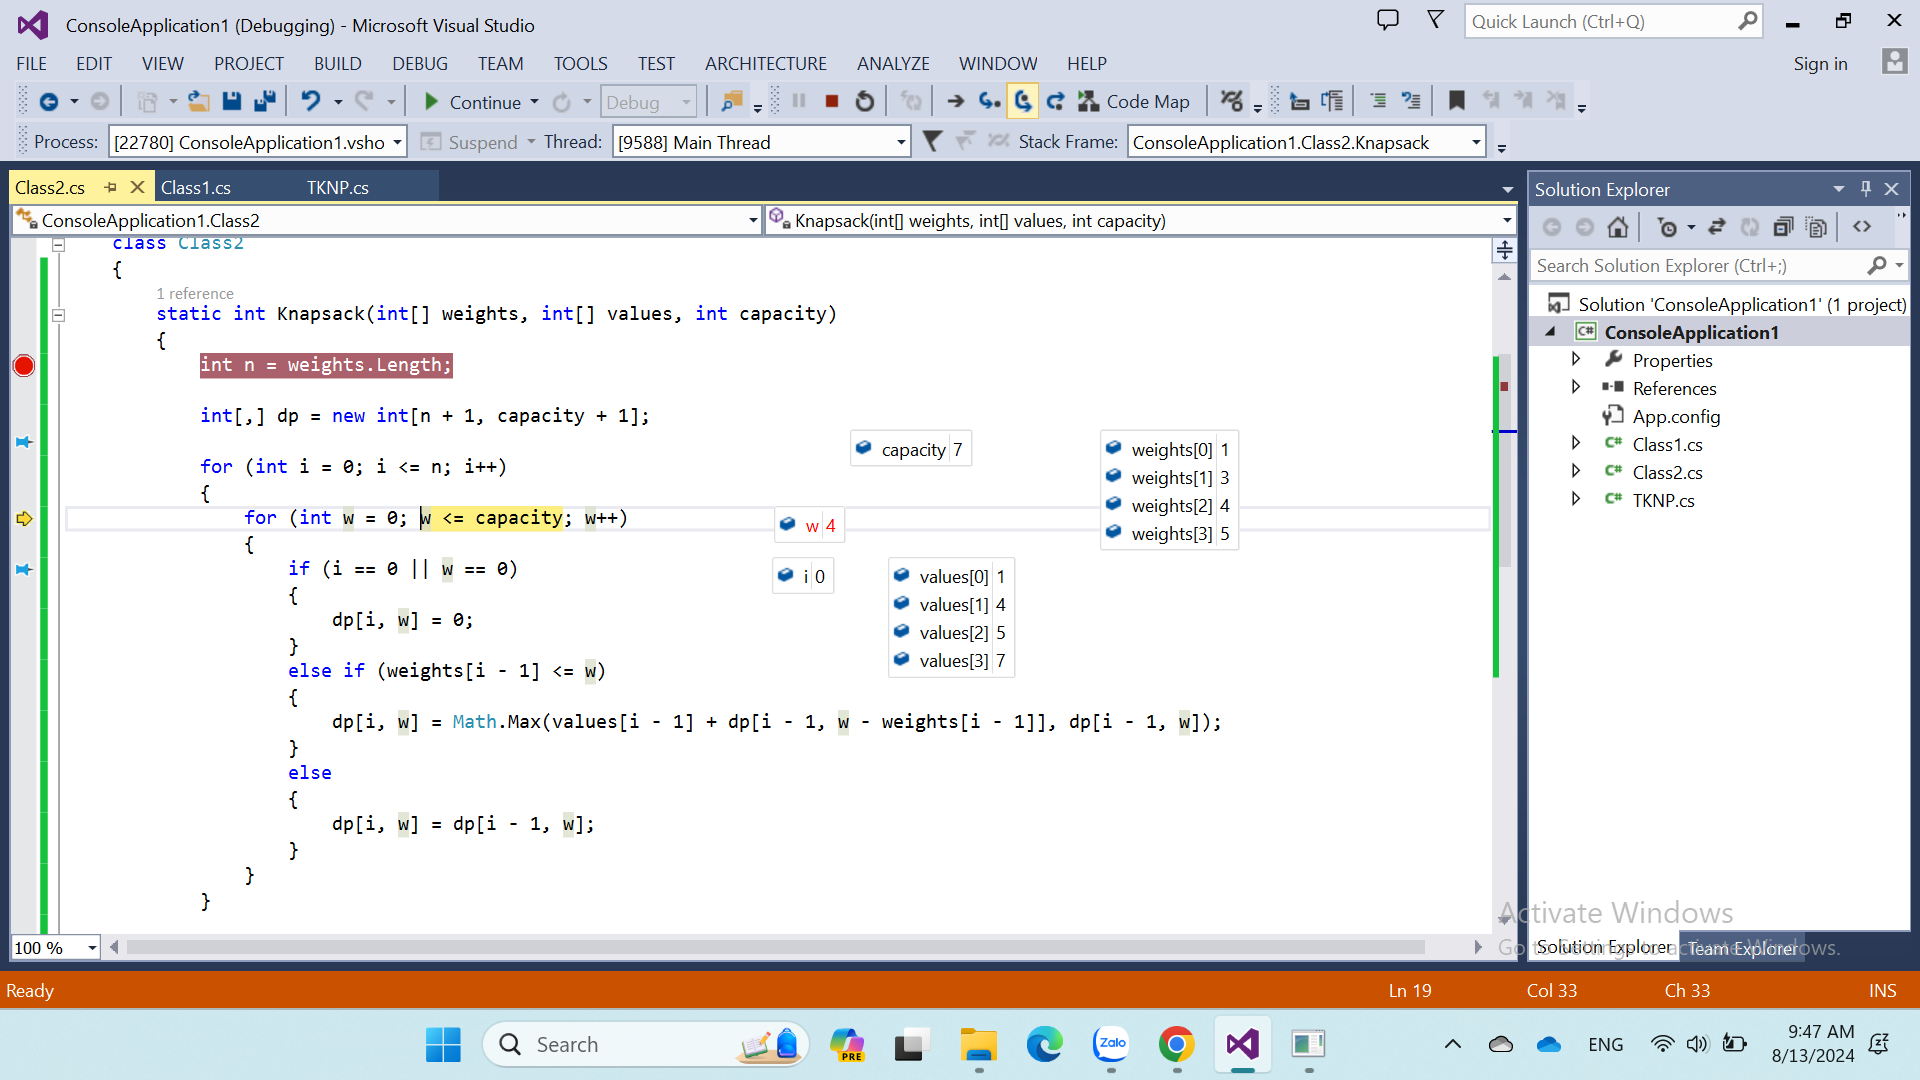 ConsoleApplication1 (Debugging) - Microsoft Visual Studio
Quick Launch (Ctrl+Q)
FILE EDIT VIEW PROJECT BUILD DEBUG TEAM TOOLS TEST ARCHITECTURE ANALYZE WINDOW HELP Sign in
Continue Debug Code Map
Process: [22780] ConsoleApplication1.vsho Suspend Thread: [9588] Main Thread Stack Frame: ConsoleApplication1.Class2.Knapsack
Class2.cs Class1.cs TKNP.cs
ConsoleApplication1.Class2 Knapsack(int[] weights, int[] values, int capacity)
class Class2
{
1 reference
static int Knapsack(int[] weights, int[] values, int capacity)
{
int n = weights.Length;
int[,] dp = new int[n + 1, capacity + 1];
for (int i = 0; i <= n; i++)
{
for (int w = 0; w <= capacity; w++)
{
if (i == 0 || w == 0)
{
dp[i, w] = 0;
}
else if (weights[i - 1] <= w)
{
dp[i, w] = Math.Max(values[i - 1] + dp[i - 1, w - weights[i - 1]], dp[i - 1, w]);
}
else
{
dp[i, w] = dp[i - 1, w];
}
}
}
capacity 7
w 4
i 0
weights[0] 1
weights[1] 3
weights[2] 4
weights[3] 5
values[0] 1
values[1] 4
values[2] 5
values[3] 7
100 %
Solution Explorer
Search Solution Explorer (Ctrl+;)
Solution 'ConsoleApplication1' (1 project)
C# ConsoleApplication1
Properties
References
App.config
C# Class1.cs
C# Class2.cs
C# TKNP.cs
Activate Windows
Go to Settings to activate Windows.
Solution Explorer Team Explorer
Ready Ln 19 Col 33 Ch 33 INS
Search PRE Zalo ENG 9:47 AM
8/13/2024